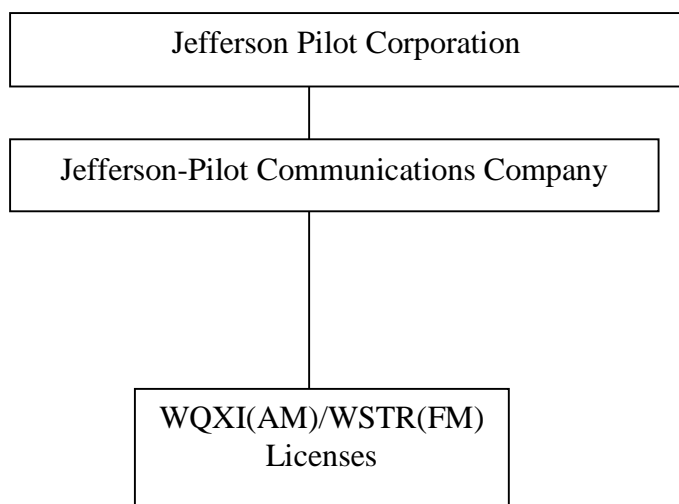 Jefferson Pilot Corporation
Jefferson-Pilot Communications Company
WQXI(AM)/WSTR(FM)
Licenses